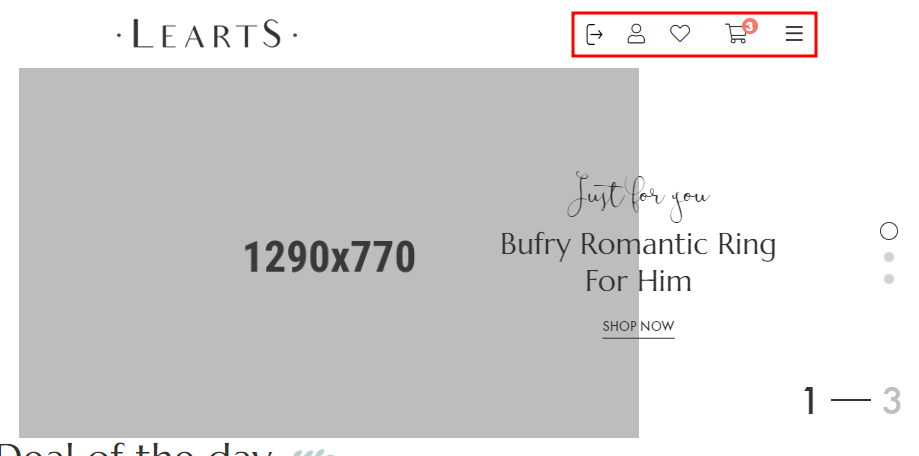 · LEARTS ·
3
1290x770
Just for you
Bufry Romantic Ring
For Him
SHOP NOW
1 — 3
Deal of the day